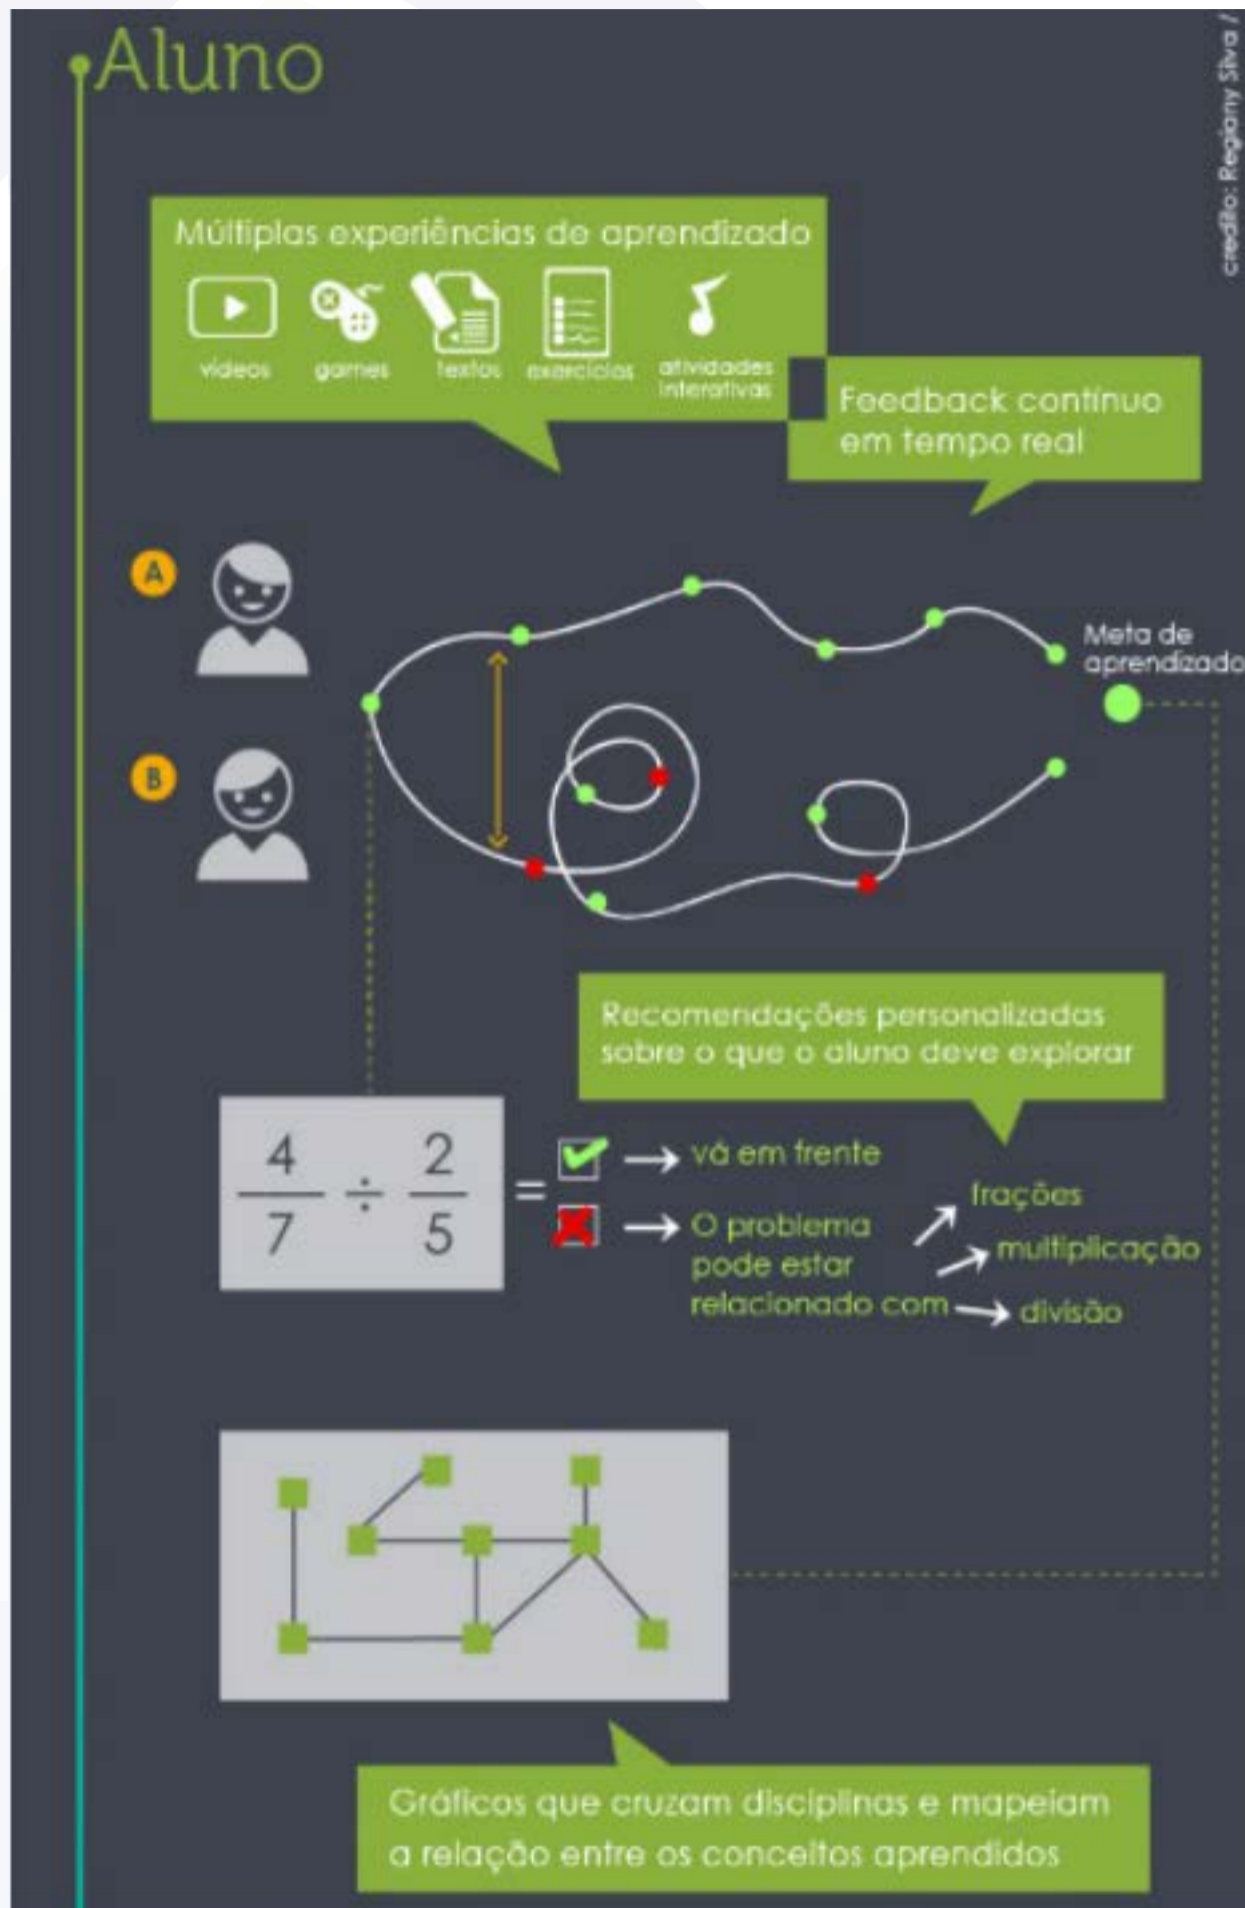 Aluno
credito: Regiany Silva /
Múltiplas experiências de aprendizado
vídeos
games
textos
exercícios
atividades
interativas
Feedback contínuo
em tempo real
A
B
Meta de
aprendizado
Recomendações personalizadas
sobre o que o aluno deve explorar
4/7 ÷ 2/5 =
vá em frente
O problema
pode estar
relacionado com
frações
multiplicação
divisão
Gráficos que cruzam disciplinas e mapeiam
a relação entre os conceitos aprendidos